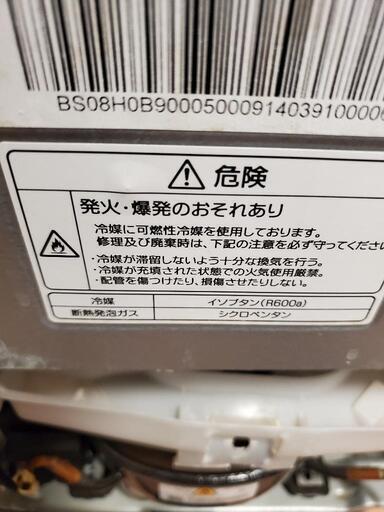 BS08H0B90005000914039100000
危険
発火・爆発のおそれあり
冷媒に可燃性冷媒を使用しております。
修理及び廃棄時は、下記の注意を必ず守ってください
・冷媒が滞留しないよう十分な換気を行う。
・冷媒が充填された状態での火気使用厳禁。
・配管を傷つけたり、損傷させたりしない。
冷媒 イソブタン(R600a)
断熱発泡ガス シクロペンタン